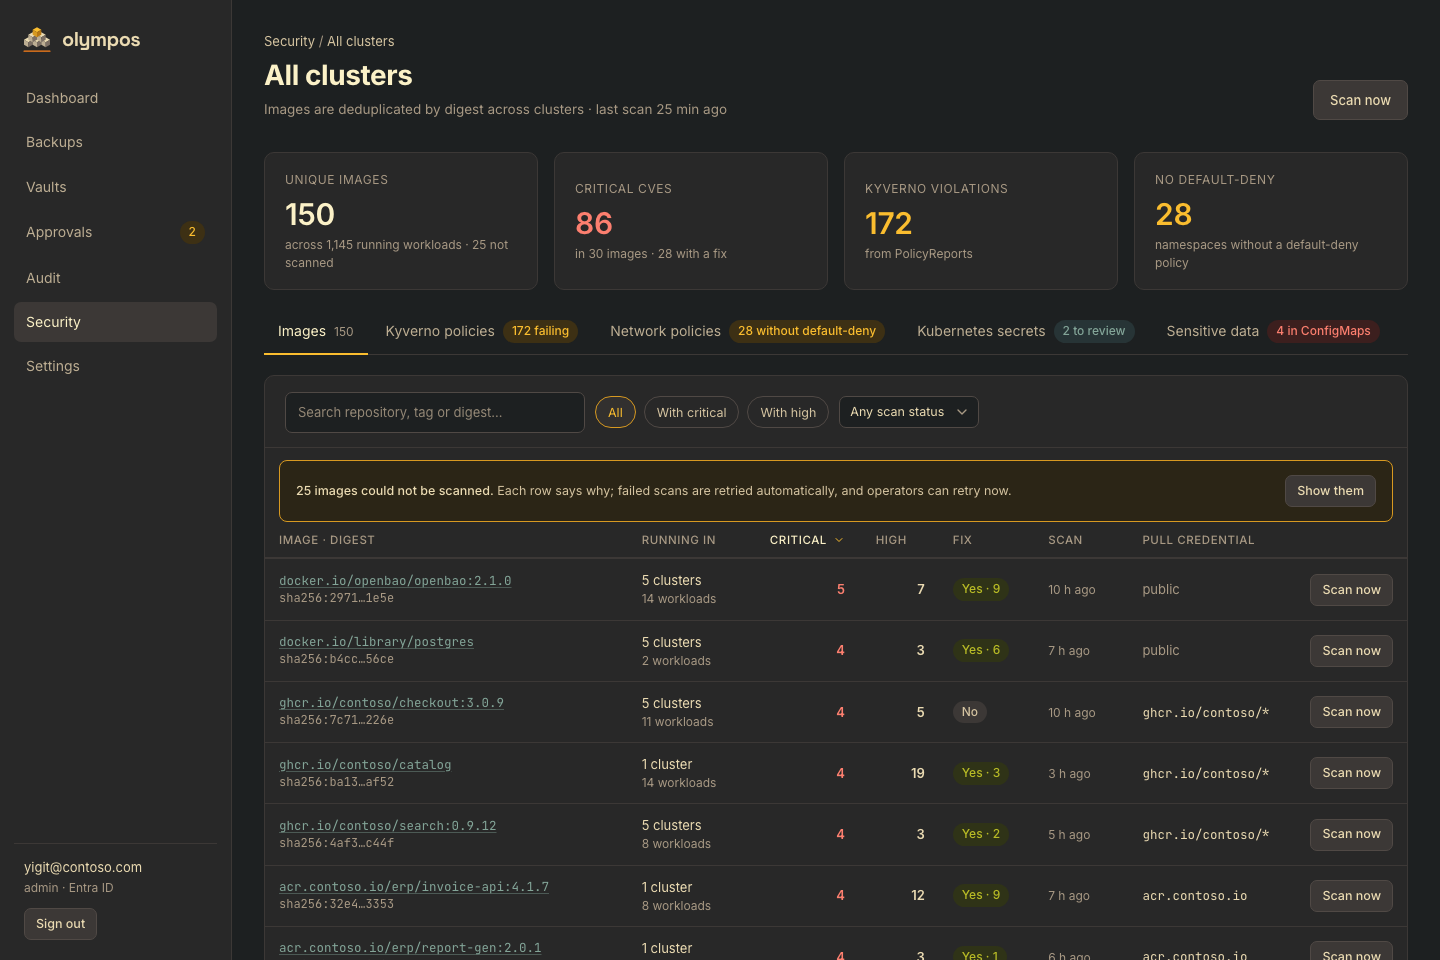 olympos
Dashboard
Backups
Vaults
Approvals 2
Audit
Security
Settings
yigit@contoso.com
admin · Entra ID
Sign out
Security / All clusters
All clusters
Images are deduplicated by digest across clusters · last scan 25 min ago
Scan now
UNIQUE IMAGES
150
across 1,145 running workloads · 25 not
scanned
CRITICAL CVES
86
in 30 images · 28 with a fix
KYVERNO VIOLATIONS
172
from PolicyReports
NO DEFAULT-DENY
28
namespaces without a default-deny
policy
Images 150 Kyverno policies 172 failing Network policies 28 without default-deny Kubernetes secrets 2 to review Sensitive data 4 in ConfigMaps
Search repository, tag or digest... All With critical With high Any scan status
25 images could not be scanned. Each row says why; failed scans are retried automatically, and operators can retry now. Show them
IMAGE · DIGEST RUNNING IN CRITICAL HIGH FIX SCAN PULL CREDENTIAL
docker.io/openbao/openbao:2.1.0 5 clusters 5 7 Yes · 9 10 h ago public Scan now
sha256:2971…1e5e 14 workloads
docker.io/library/postgres 5 clusters 4 3 Yes · 6 7 h ago public Scan now
sha256:b4cc…56ce 2 workloads
ghcr.io/contoso/checkout:3.0.9 5 clusters 4 5 No 10 h ago ghcr.io/contoso/* Scan now
sha256:7c71…226e 11 workloads
ghcr.io/contoso/catalog 1 cluster 4 19 Yes · 3 3 h ago ghcr.io/contoso/* Scan now
sha256:ba13…af52 14 workloads
ghcr.io/contoso/search:0.9.12 5 clusters 4 3 Yes · 2 5 h ago ghcr.io/contoso/* Scan now
sha256:4af3…c44f 8 workloads
acr.contoso.io/erp/invoice-api:4.1.7 1 cluster 4 12 Yes · 9 7 h ago acr.contoso.io Scan now
sha256:32e4…3353 8 workloads
acr.contoso.io/erp/report-gen:2.0.1 1 cluster 4 3 Yes · 1 6 h ago acr.contoso.io Scan now